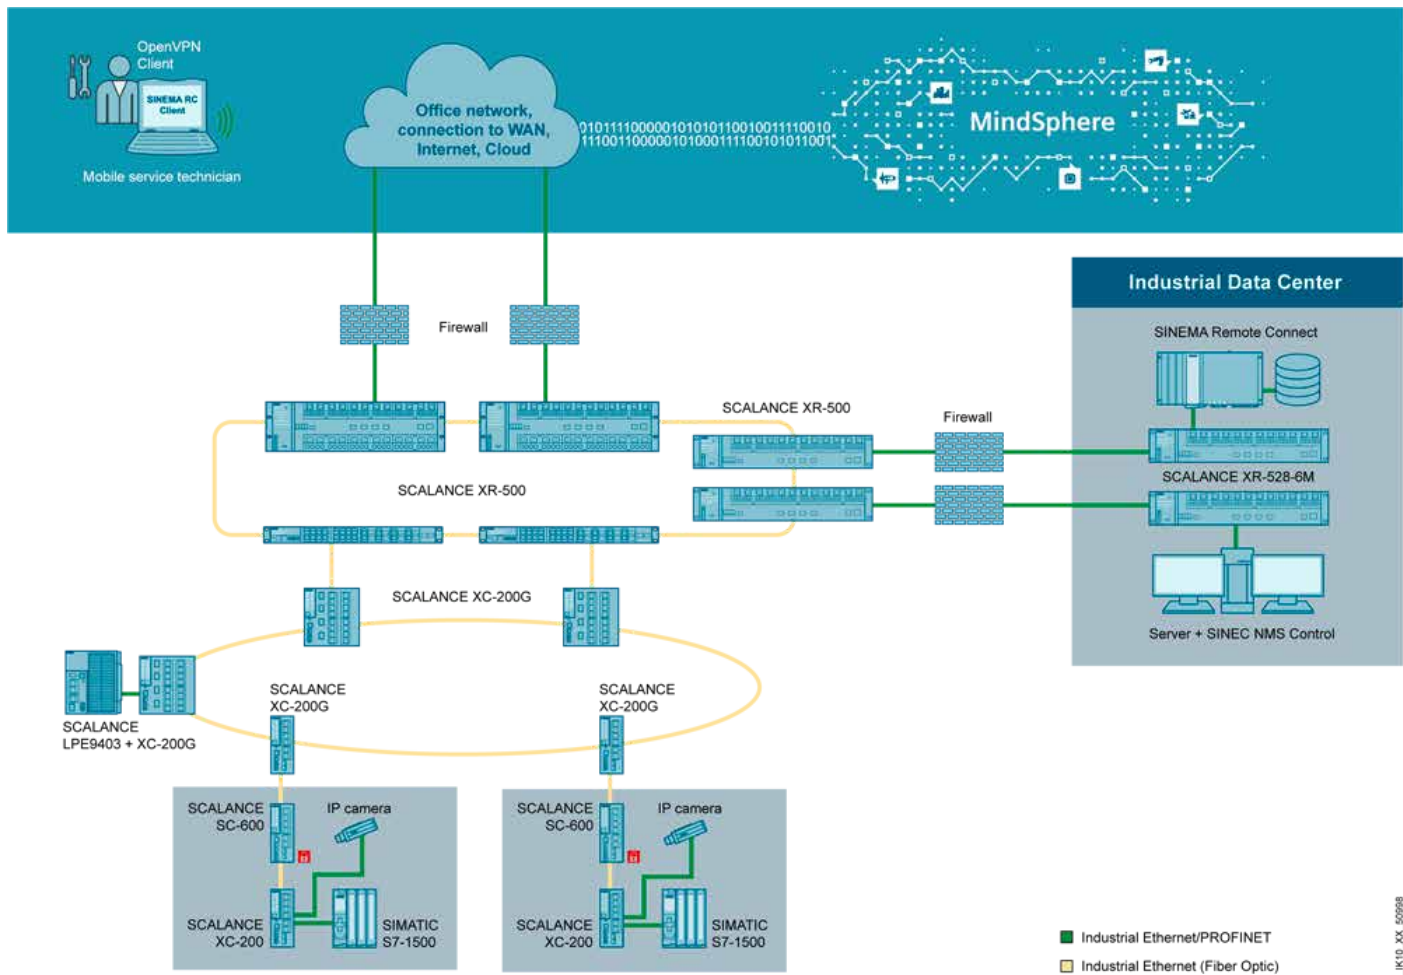 OpenVPN
Client
SINEMA RC
Client
Mobile service technician
Office network,
connection to WAN,
Internet, Cloud
010111100000101010110010011110010
11100110000010100011110010101100 1
MindSphere
Industrial Data Center
SINEMA Remote Connect
Firewall
SCALANCE XR-500
Firewall
SCALANCE XR-528-6M
SCALANCE XR-500
SCALANCE XC-200G
Server + SINEC NMS Control
SCALANCE
XC-200G
SCALANCE
XC-200G
SCALANCE
LPE9403 + XC-200G
SCALANCE
SC-600
IP camera
SCALANCE
SC-600
IP camera
SCALANCE
XC-200
SIMATIC
S7-1500
SCALANCE
XC-200
SIMATIC
S7-1500
Industrial Ethernet/PROFINET
Industrial Ethernet (Fiber Optic)
IK10_XX_50998